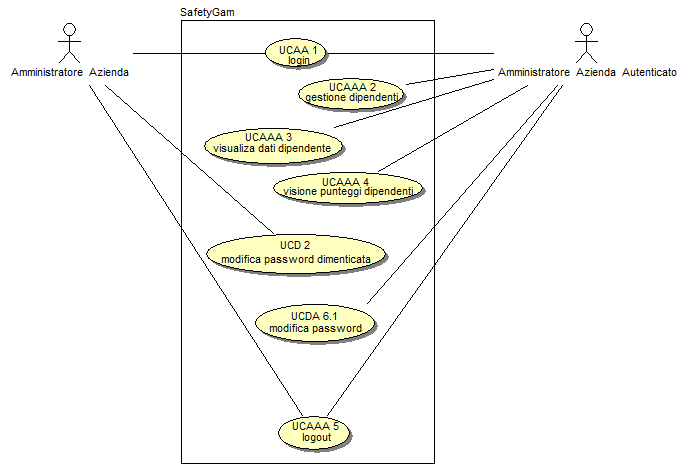 SafetyGam
UCAA 1
login
Amministratore Azienda
Amministratore Azienda Autenticato
UCAAA 2
gestione dipendenti
UCAAA 3
visualiza dati dipendente
UCAAA 4
visione punteggi dipendenti
UCD 2
modifica password dimenticata
UCDA 6.1
modifica password
UCAAA 5
logout